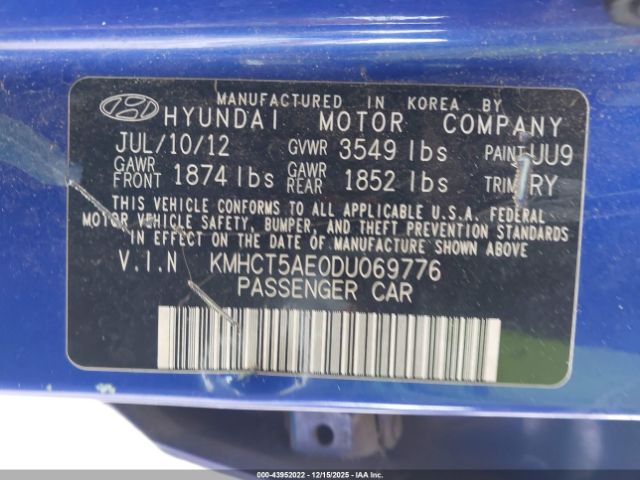 MANUFACTURED IN KOREA BY
HYUNDAI MOTOR COMPANY
JUL/10/12 GVWR 3549 lbs PAINT UU9
GAWR FRONT 1874 lbs GAWR REAR 1852 lbs TRIM RY
THIS VEHICLE CONFORMS TO ALL APPLICABLE U.S.A. FEDERAL
MOTOR VEHICLE SAFETY, BUMPER, AND THEFT PREVENTION STANDARDS
IN EFFECT ON THE DATE OF MANUFACTURE SHOWN ABOVE.
V.I.N KMHCT5AE0DU069776
PASSENGER CAR
000-43952022 - 12/15/2025 - IAAI Inc.